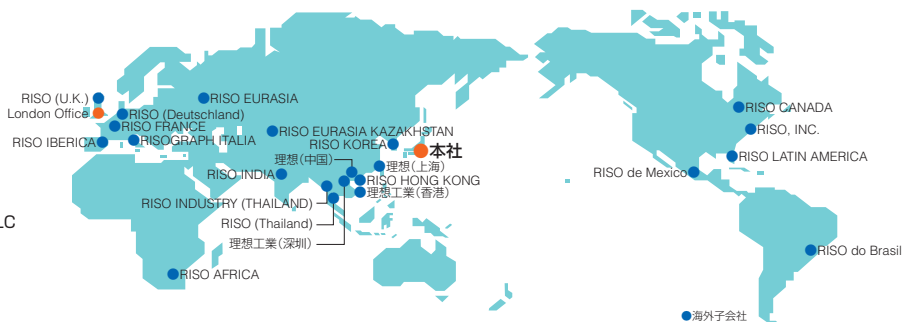 RISO (U.K.)
London Office
RISO (Deutschland)
RISO FRANCE
RISO IBERICA
RISOGRAPH ITALIA
RISO EURASIA
RISO EURASIA KAZAKHSTAN
RISO KOREA
本社
理想(中国)
理想(上海)
RISO INDIA
RISO HONG KONG
理想工業(香港)
RISO INDUSTRY (THAILAND)
RISO (Thailand)
理想工業(深圳)
LC
RISO AFRICA
RISO CANADA
RISO, INC.
RISO LATIN AMERICA
RISO de Mexico
RISO do Brasil
●海外子会社